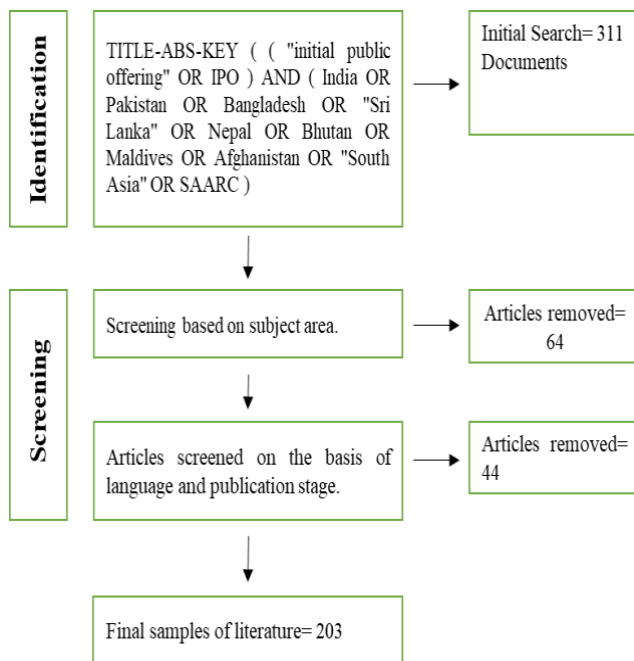 Identification
TITLE-ABS-KEY ( ( "initial public
offering" OR IPO ) AND ( India OR
Pakistan OR Bangladesh OR "Sri
Lanka" OR Nepal OR Bhutan OR
Maldives OR Afghanistan OR "South
Asia" OR SAARC )
Initial Search= 311
Documents
Screening
Screening based on subject area.
Articles removed=
64
Articles screened on the basis of
language and publication stage.
Articles removed=
44
Final samples of literature= 203